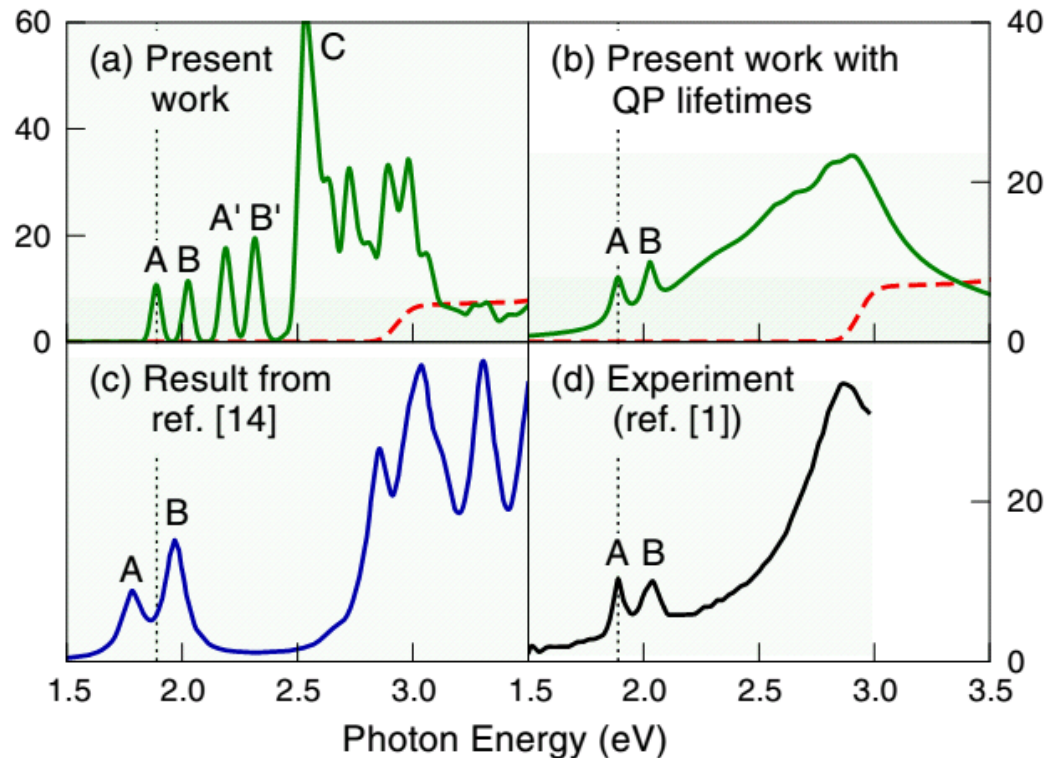 60
40
20
0
(a) Present
work
C
A
B
A'
B'
40
20
0
(b) Present work with
QP lifetimes
A
B
(c) Result from
ref. [14]
A
B
(d) Experiment
(ref. [1])
A
B
20
0
1.5
2.0
2.5
3.0
1.5
2.0
2.5
3.0
3.5
Photon Energy (eV)